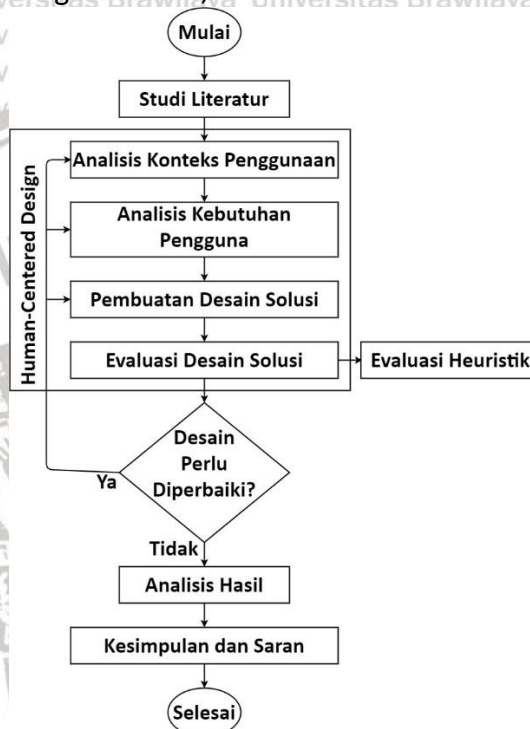 Mulai
Studi Literatur
Human-Centered Design
Analisis Konteks Penggunaan
Analisis Kebutuhan
Pengguna
Pembuatan Desain Solusi
Evaluasi Desain Solusi
Evaluasi Heuristik
Desain
Perlu
Diperbaiki?
Ya
Tidak
Analisis Hasil
Kesimpulan dan Saran
Selesai